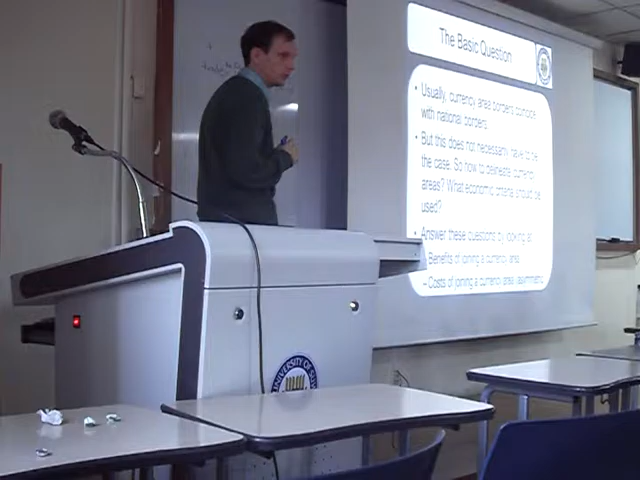 The Basic Question
• Usually, currency area borders coincide
with national borders
• But this does not necessarily have to be
the case. So how to delineate currency
areas? What economic criteria should be
used?
• Answer these questions by looking at
– Benefits of joining a currency area
– Costs of joining a currency area
UNIVERSITY OF